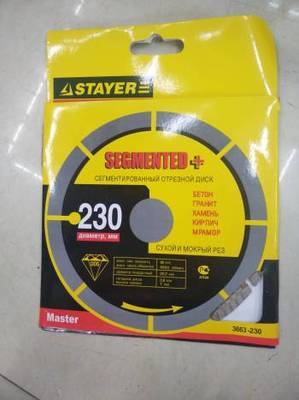 STAYER
SEGMENTED+
СЕГМЕНТИРОВАННЫЙ ОТРЕЗНОЙ ДИСК
230
диаметр, мм
БЕТОН
ГРАНИТ
КАМЕНЬ
КИРПИЧ
МРАМОР
СУХОЙ И МОКРЫЙ РЕЗ
Master
3663-230